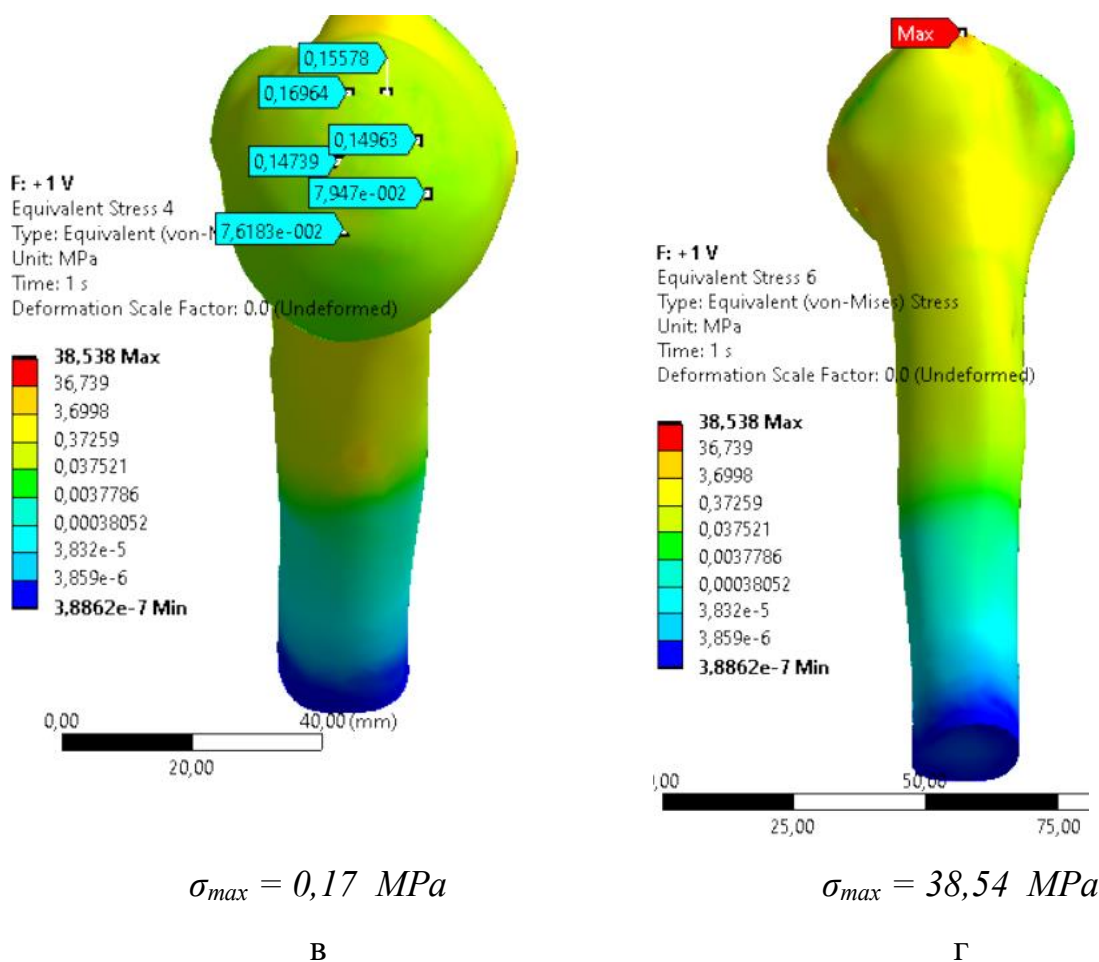 0,15578
0,16964
0,14963
0,14739
7,947e-002
7,6183e-002
F: +1 V
Equivalent Stress 4
Type: Equivalent (von-
Unit: MPa
Time: 1 s
Deformation Scale Factor: 0.0 (Undeformed)
38,538 Max
36,739
3,6998
0,37259
0,037521
0,0037786
0,00038052
3,832e-5
3,859e-6
3,8862e-7 Min
0,00
40,00 (mm)
20,00
σmax = 0,17 MPa
в
Max
F: +1 V
Equivalent Stress 6
Type: Equivalent (von-Mises) Stress
Unit: MPa
Time: 1 s
Deformation Scale Factor: 0.0 (Undeformed)
38,538 Max
36,739
3,6998
0,37259
0,037521
0,0037786
0,00038052
3,832e-5
3,859e-6
3,8862e-7 Min
,00
50,00
25,00
75,00
σmax = 38,54 MPa
г